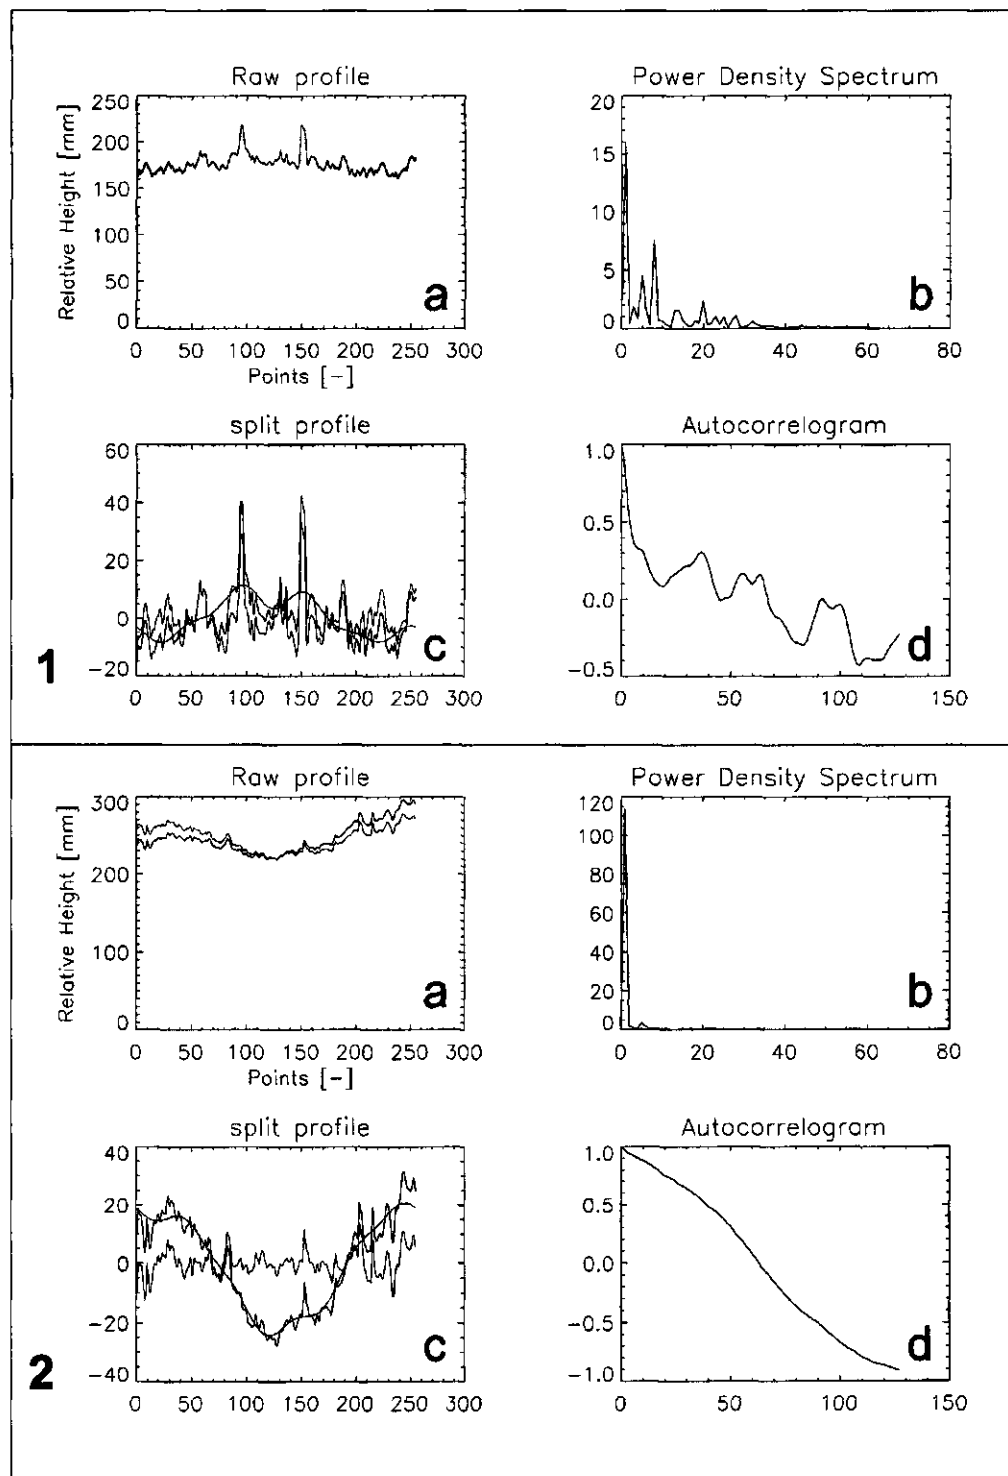 Raw profile
Relative Height [mm]
250
200
150
100
50
0
0 50 100 150 200 250 300
Points [-]
a
Power Density Spectrum
20
15
10
5
0
0 20 40 60 80
b
split profile
60
40
20
0
-20
0 50 100 150 200 250 300
c
Autocorrelogram
1.0
0.5
0.0
-0.5
0 50 100 150
d
1
Raw profile
Relative Height [mm]
300
200
100
0
0 50 100 150 200 250 300
Points [-]
a
Power Density Spectrum
120
100
80
60
40
20
0
0 20 40 60 80
b
split profile
40
20
0
-20
-40
0 50 100 150 200 250 300
c
Autocorrelogram
1.0
0.5
0.0
-0.5
-1.0
0 50 100 150
d
2